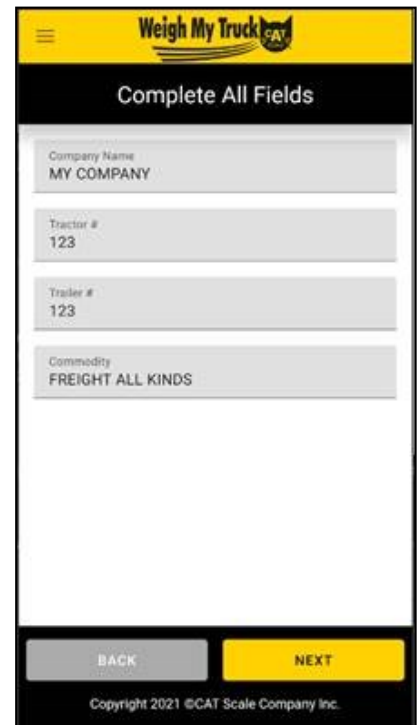 Weigh My Truck CAT
Complete All Fields
Company Name
MY COMPANY
Tractor #
123
Trailer #
123
Commodity
FREIGHT ALL KINDS
BACK NEXT
Copyright 2021 ©CAT Scale Company Inc.